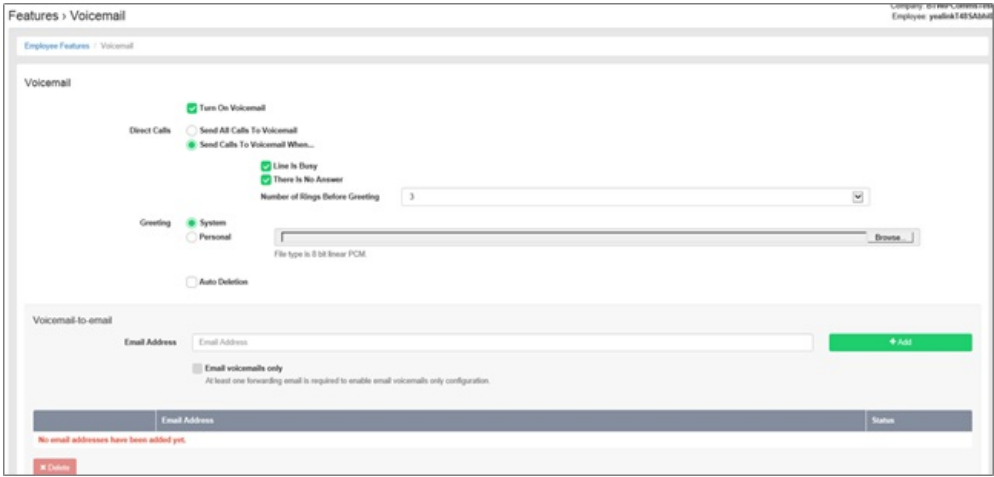 Features › Voicemail
Employee: yealinkT48SAbhil
Employee Features / Voicemail
Voicemail
Turn On Voicemail
Direct Calls
Send All Calls To Voicemail
Send Calls To Voicemail When...
Line Is Busy
There Is No Answer
Number of Rings Before Greeting 3
Greeting
System
Personal
Browse...
File type is 8 bit linear PCM.
Auto Deletion
Voicemail-to-email
Email Address Email Address + Add
Email voicemails only
At least one forwarding email is required to enable email voicemails only configuration.
Email Address Status
No email addresses have been added yet.
× Delete